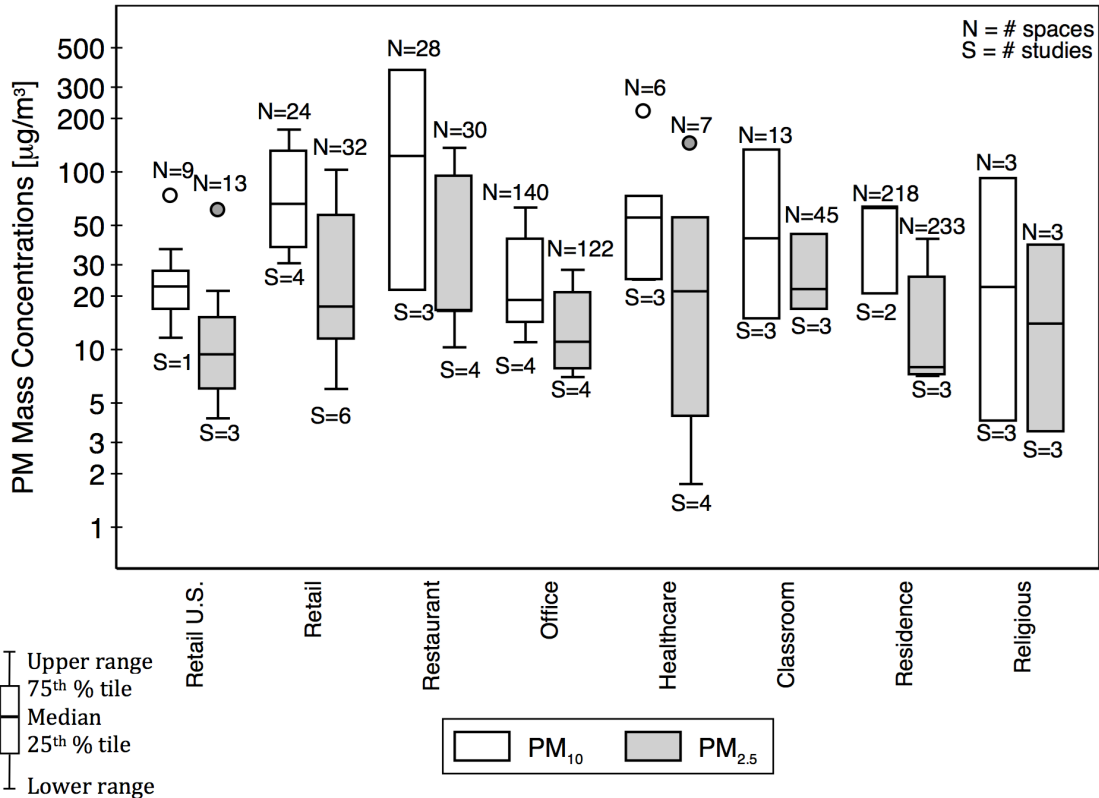 N = # spaces
S = # studies
PM Mass Concentrations [µg/m³]
500
300
200
100
50
30
20
10
5
3
2
1
N=9
S=1
N=13
S=3
N=24
S=4
N=32
S=6
N=28
S=3
N=30
S=4
N=140
S=4
N=122
S=4
N=6
S=3
N=7
S=4
N=13
S=3
N=45
S=3
N=218
S=2
N=233
S=3
N=3
S=3
N=3
S=3
Retail U.S.
Retail
Restaurant
Office
Healthcare
Classroom
Residence
Religious
Upper range
75th % tile
Median
25th % tile
Lower range
PM10
PM2.5